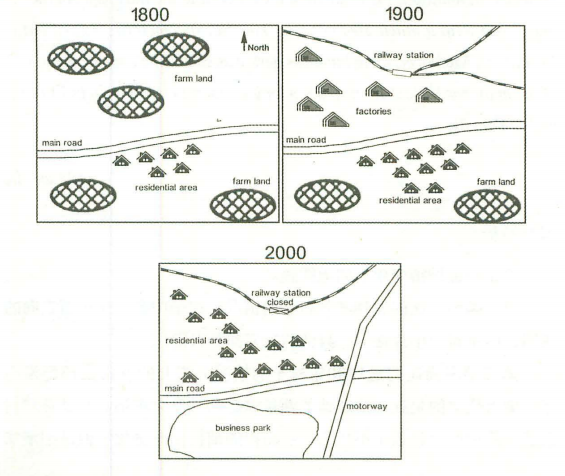 1800
North
farm land
main road
residential area
farm land
1900
railway station
factories
main road
farm land
residential area
2000
railway station
closed
residential area
main road
motorway
business park